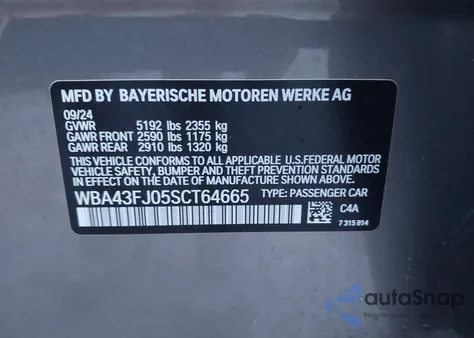 MFD BY BAYERISCHE MOTOREN WERKE AG
09/24
GVWR 5192 lbs 2355 kg
GAWR FRONT 2590 lbs 1175 kg
GAWR REAR 2910 lbs 1320 kg
THIS VEHICLE CONFORMS TO ALL APPLICABLE U.S.FEDERAL MOTOR
VEHICLE SAFETY, BUMPER AND THEFT PREVENTION STANDARDS
IN EFFECT ON THE DATE OF MANUFACTURE SHOWN ABOVE.
WBA43FJ05SCT64665 TYPE: PASSENGER CAR
C4A
7 315 814
autoSnap